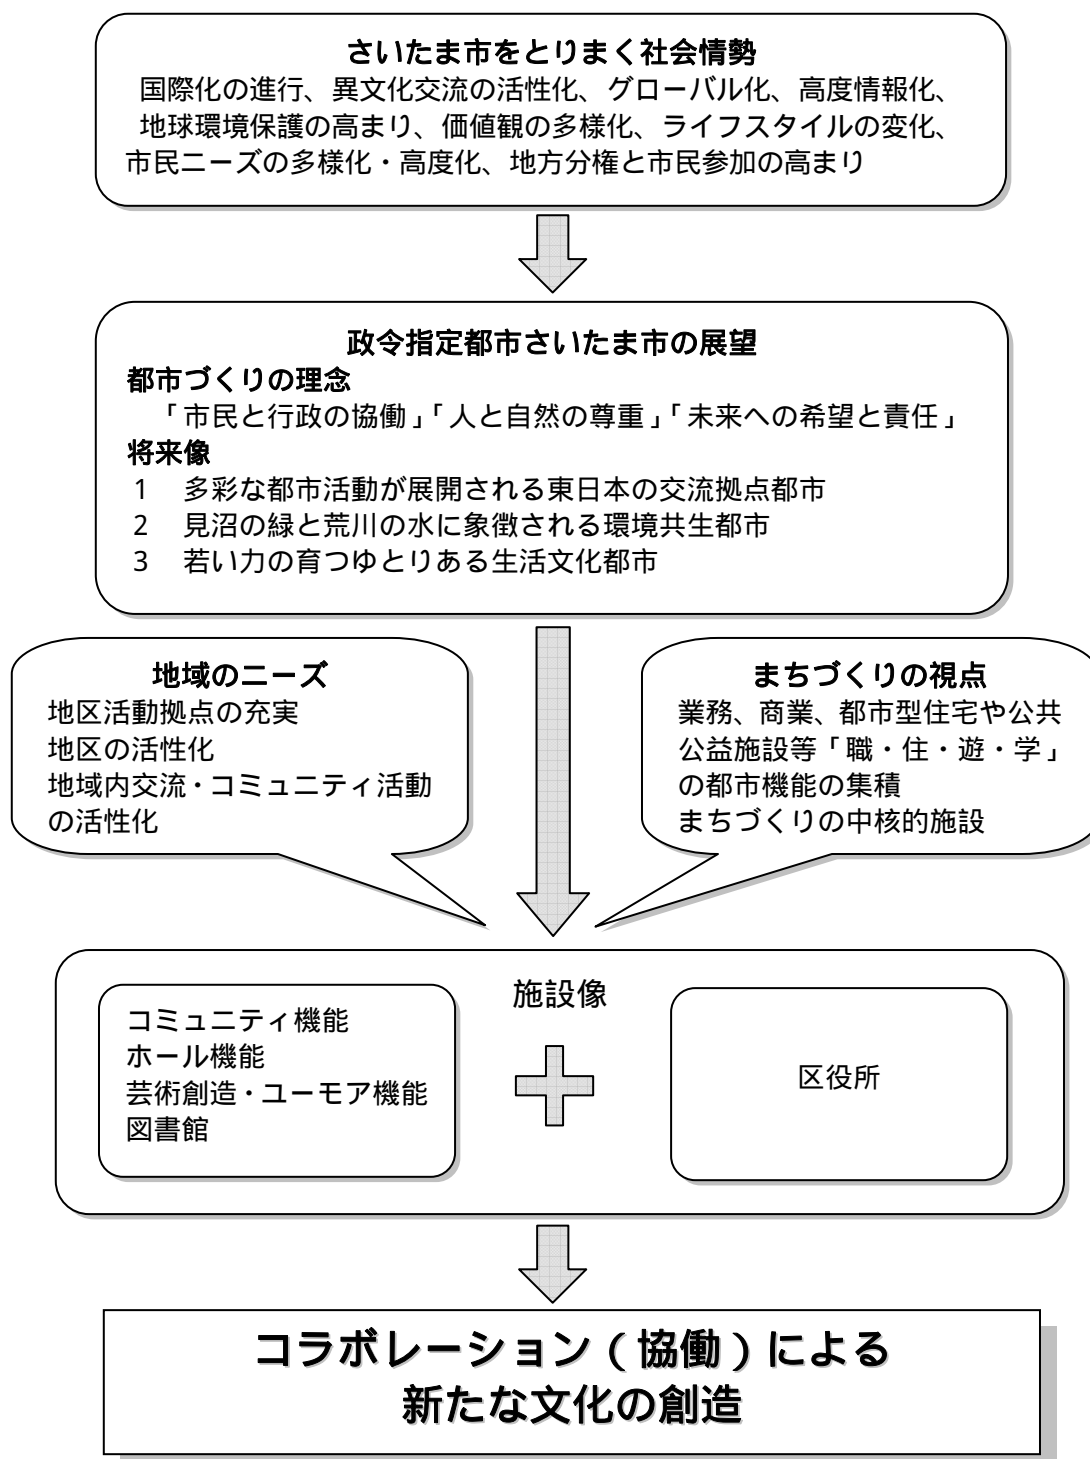 さいたま市をとりまく社会情勢
国際化の進行、異文化交流の活性化、グローバル化、高度情報化、
地球環境保護の高まり、価値観の多様化、ライフスタイルの変化、
市民ニーズの多様化・高度化、地方分権と市民参加の高まり
政令指定都市さいたま市の展望
都市づくりの理念
「市民と行政の協働」「人と自然の尊重」「未来への希望と責任」
将来像
1 多彩な都市活動が展開される東日本の交流拠点都市
2 見沼の緑と荒川の水に象徴される環境共生都市
3 若い力の育つゆとりある生活文化都市
地域のニーズ
地区活動拠点の充実
地区の活性化
地域内交流・コミュニティ活動
の活性化
まちづくりの視点
業務、商業、都市型住宅や公共
公益施設等「職・住・遊・学」
の都市機能の集積
まちづくりの中核的施設
施設像
コミュニティ機能
ホール機能
芸術創造・ユーモア機能
図書館
区役所
コラボレーション（協働）による
新たな文化の創造